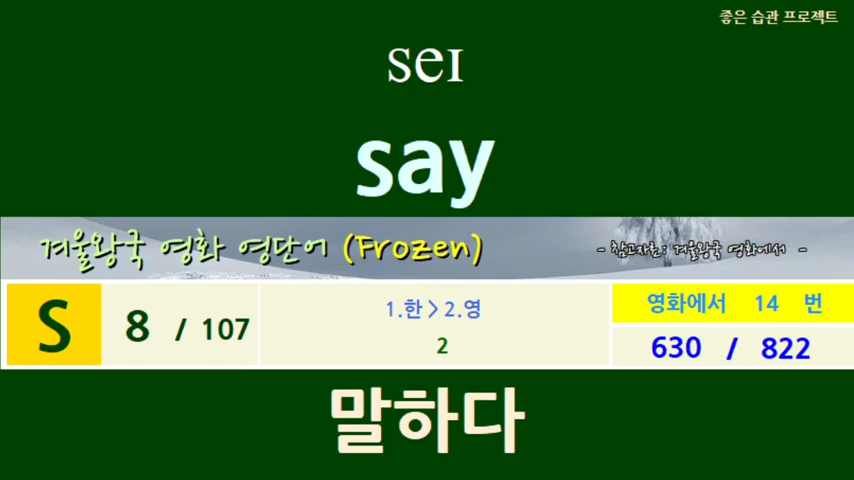 좋은 습관 프로젝트
seɪ
say
겨울왕국 영화 영단어 (Frozen)
- 참고자료: 겨울왕국 영화에서 -
S
8 / 107
1.한 > 2.영
2
영화에서 14 번
630 / 822
말하다